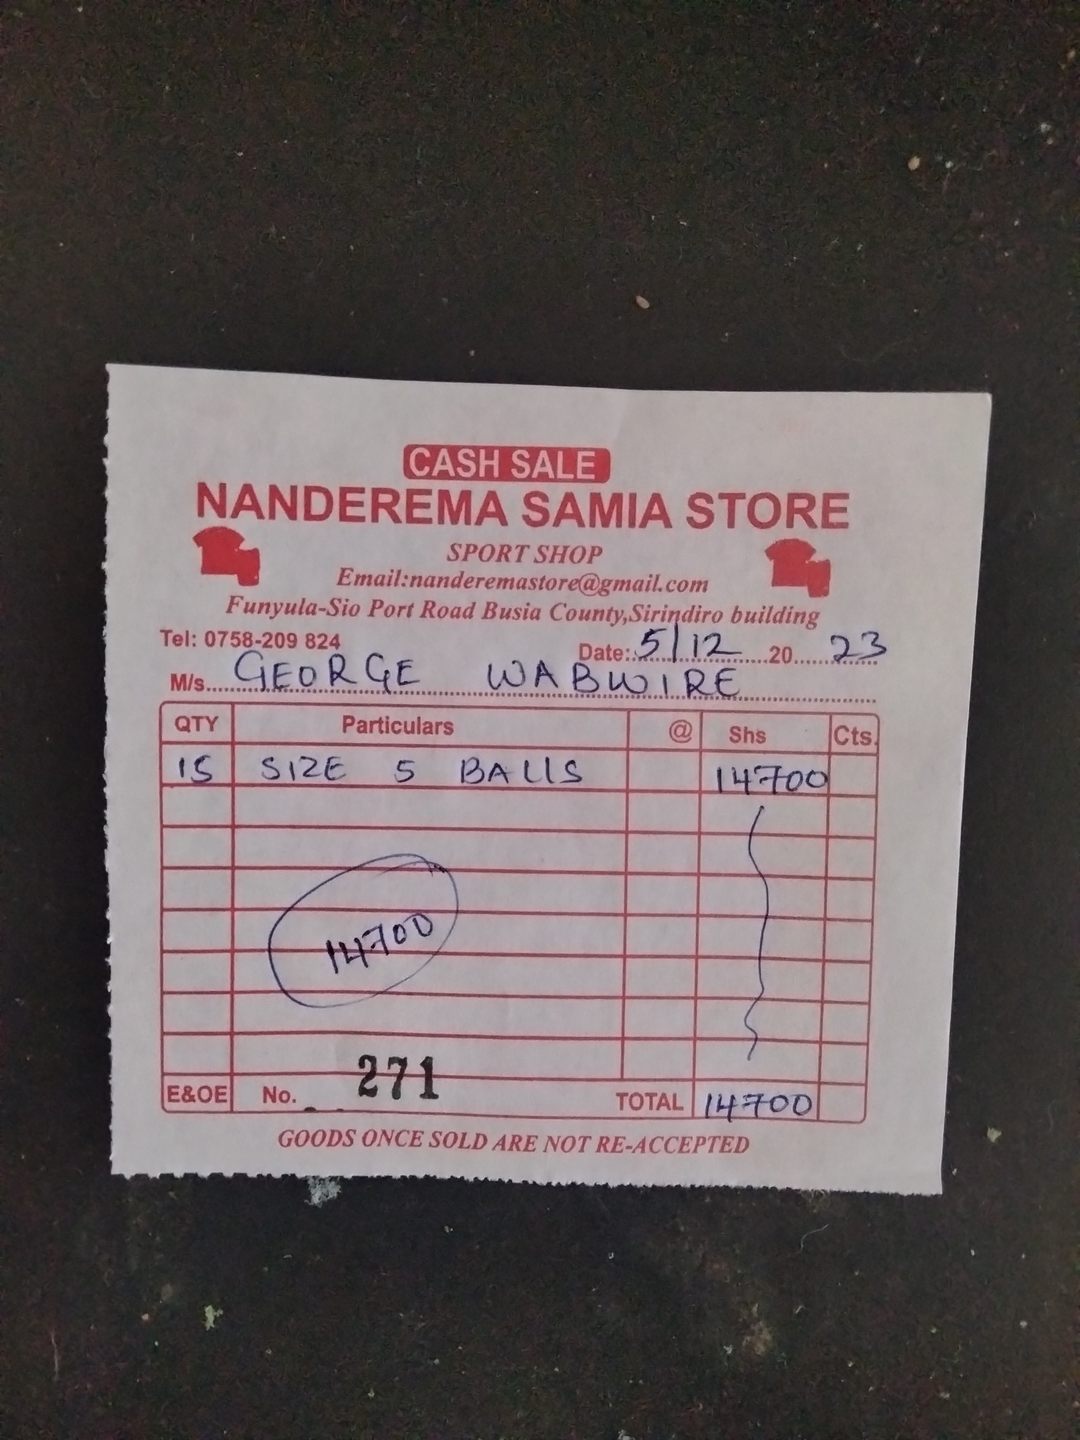 CASH SALE
NANDEREMA SAMIA STORE
SPORT SHOP
Email:nanderemastore@gmail.com
Funyula-Sio Port Road Busia County,Sirindiro building
Tel: 0758-209 824 Date:.5/12.....20....23
M/s...GEORGE WABWIRE
QTY Particulars @ Shs Cts.
15 SIZE 5 BALLS 14700
14700
E&OE No. 271 TOTAL 14700
GOODS ONCE SOLD ARE NOT RE-ACCEPTED